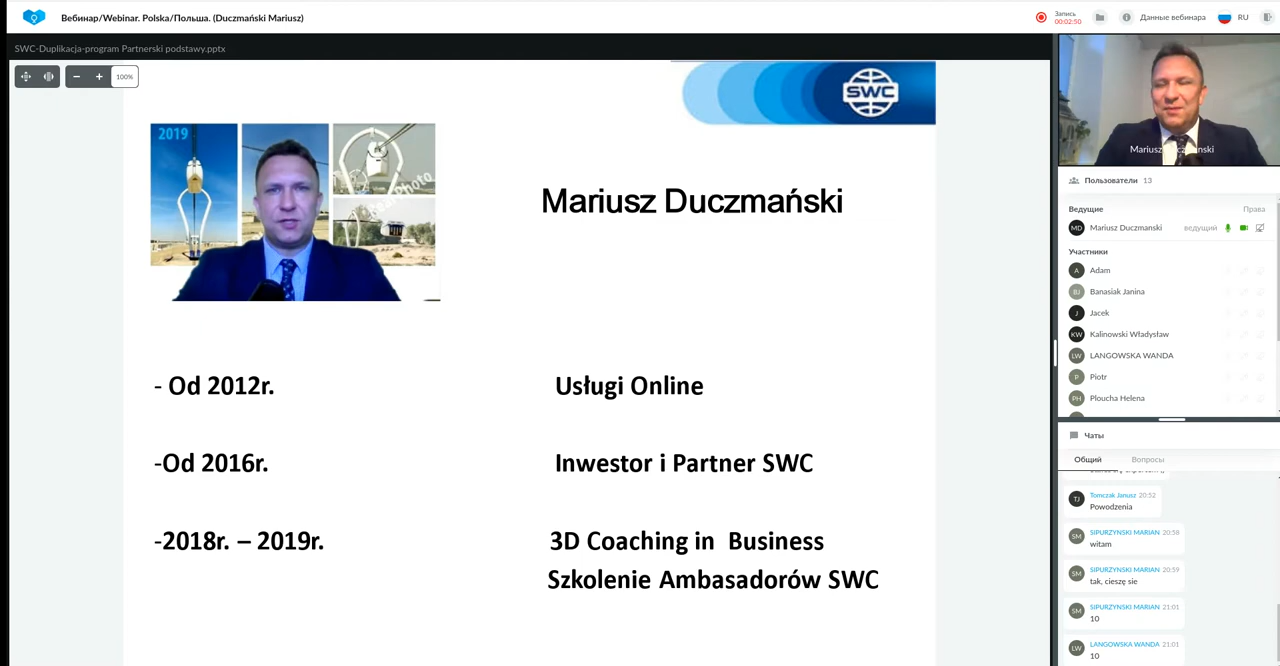 Вебинар/Webinar. Polska/Польша. (Duczmański Mariusz)
Запись
00:02:50
Данные вебинара
RU
SWC-Duplikacja-program Partnerski podstawy.pptx
100%
SWC
2019
Mariusz Duczmański
- Od 2012r. Usługi Online
-Od 2016r. Inwestor i Partner SWC
-2018r. – 2019r. 3D Coaching in Business
Szkolenie Ambasadorów SWC
Пользователи 13
Ведущие Права
MD Mariusz Duczmanski ведущий
Участники
A Adam
BJ Banasiak Janina
J Jacek
KW Kalinowski Władysław
LW LANGOWSKA WANDA
P Piotr
PH Ploucha Helena
Чаты
Общий Вопросы
TJ Tomczak Janusz 20:52
Powodzenia
SM SIPURZYNSKI MARIAN 20:58
witam
SM SIPURZYNSKI MARIAN 20:59
tak, ciesze sie
SM SIPURZYNSKI MARIAN 21:01
10
LW LANGOWSKA WANDA 21:01
10